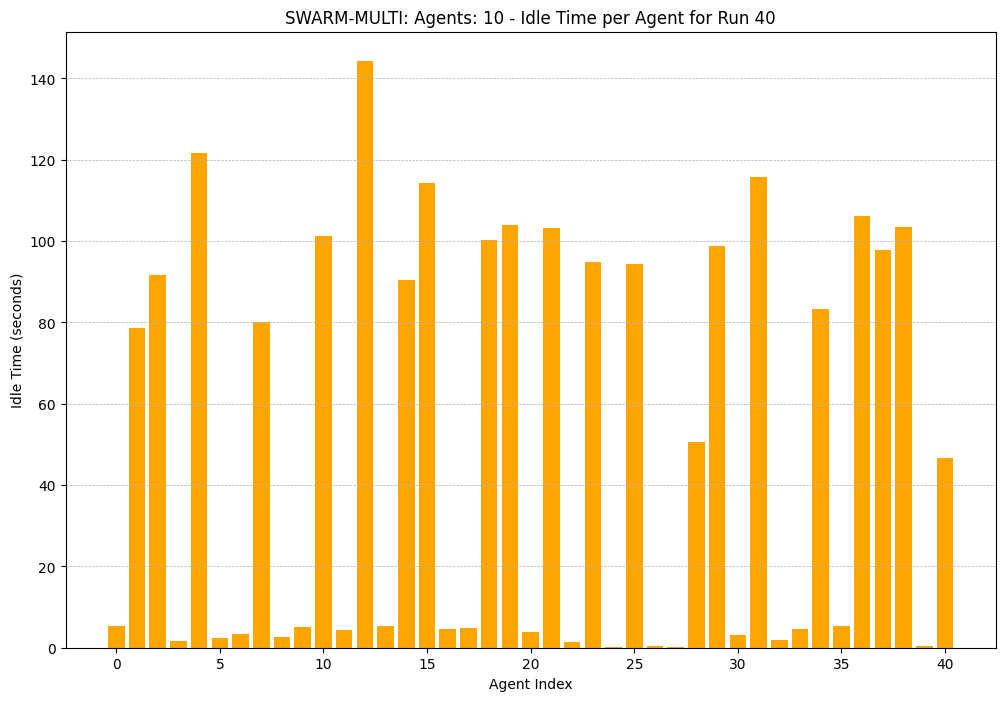 SWARM-MULTI: Agents: 10 - Idle Time per Agent for Run 40
Idle Time (seconds)
140
120
100
80
60
40
20
0
0 5 10 15 20 25 30 35 40
Agent Index